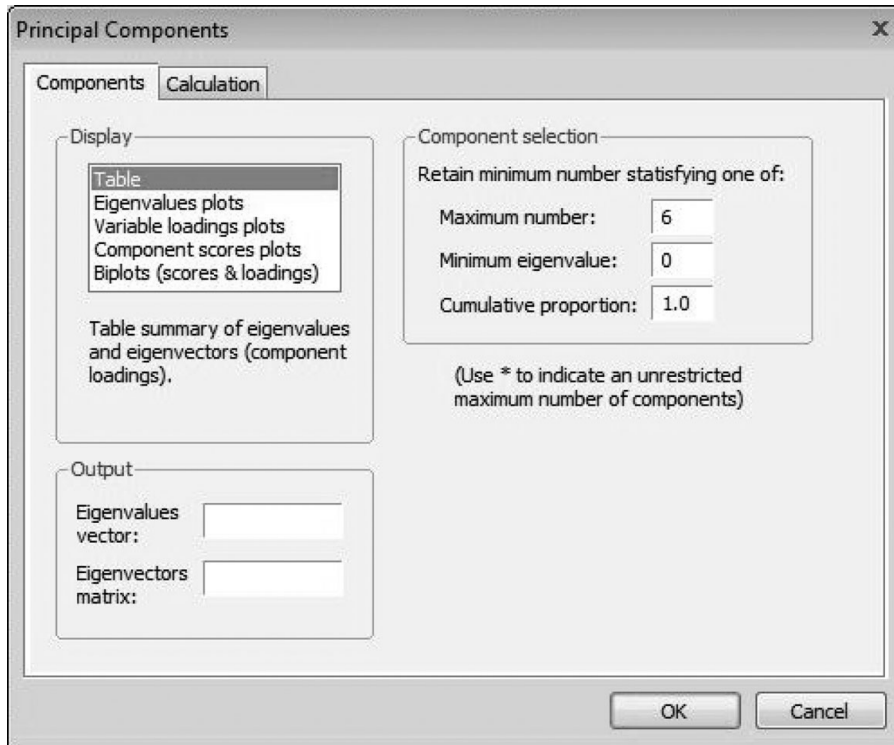 Principal Components
x
Components
Calculation
Display
Table
Eigenvalues plots
Variable loadings plots
Component scores plots
Biplots (scores & loadings)
Table summary of eigenvalues
and eigenvectors (component
loadings).
Component selection
Retain minimum number statisfying one of:
Maximum number: 6
Minimum eigenvalue: 0
Cumulative proportion: 1.0
(Use * to indicate an unrestricted
maximum number of components)
Output
Eigenvalues
vector:
Eigenvectors
matrix:
OK
Cancel